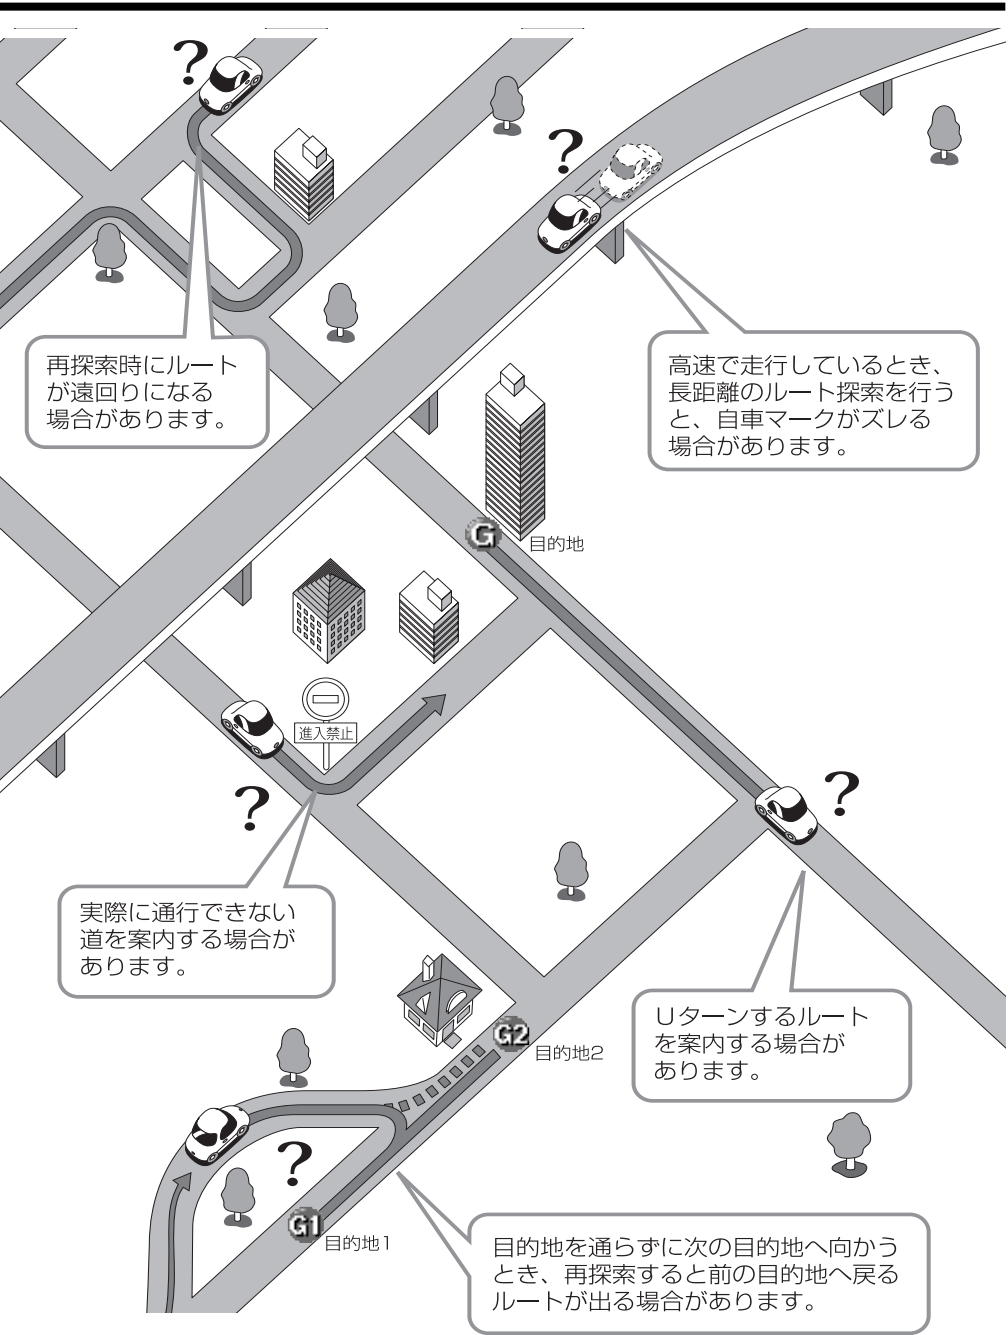 ?
?
再探索時にルート
が遠回りになる
場合があります。
高速で走行しているとき、
長距離のルート探索を行う
と、自車マークがズレる
場合があります。
G
目的地
進入禁止
?
?
実際に通行できない
道を案内する場合が
あります。
Uターンするルート
を案内する場合が
あります。
G2
目的地2
?
G1
目的地1
目的地を通らずに次の目的地へ向かう
とき、再探索すると前の目的地へ戻る
ルートが出る場合があります。